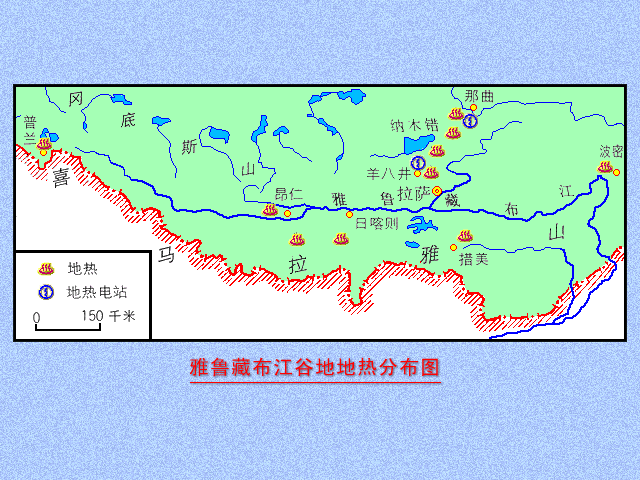 冈底斯山
那曲
普兰
纳木错
波密
羊八井
喜马拉雅山
昂仁
拉萨
雅鲁藏布江
日喀则
措美
地热
地热电站
0 150 千米
雅鲁藏布江谷地地热分布图